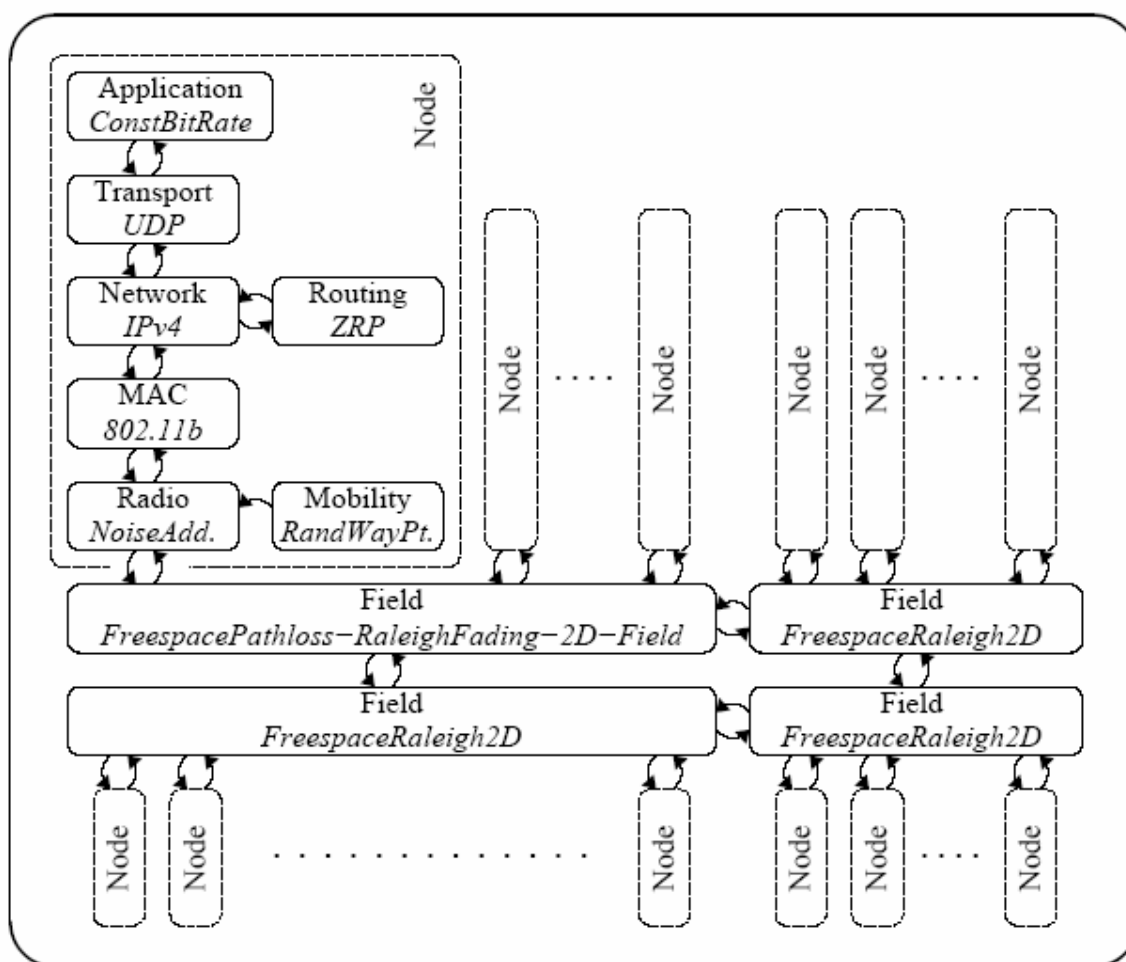 Application
ConstBitRate
Node
Transport
UDP
Network
IPv4
Routing
ZRP
MAC
802.11b
Radio
NoiseAdd.
Mobility
RandWayPt.
Node
. . . .
Node
Node
Node
. . . .
Node
Field
FreespacePathloss−RaleighFading−2D−Field
Field
FreespaceRaleigh2D
Field
FreespaceRaleigh2D
Field
FreespaceRaleigh2D
Node
Node
. . . . . . . . . . . . .
Node
Node
Node
. . . .
Node